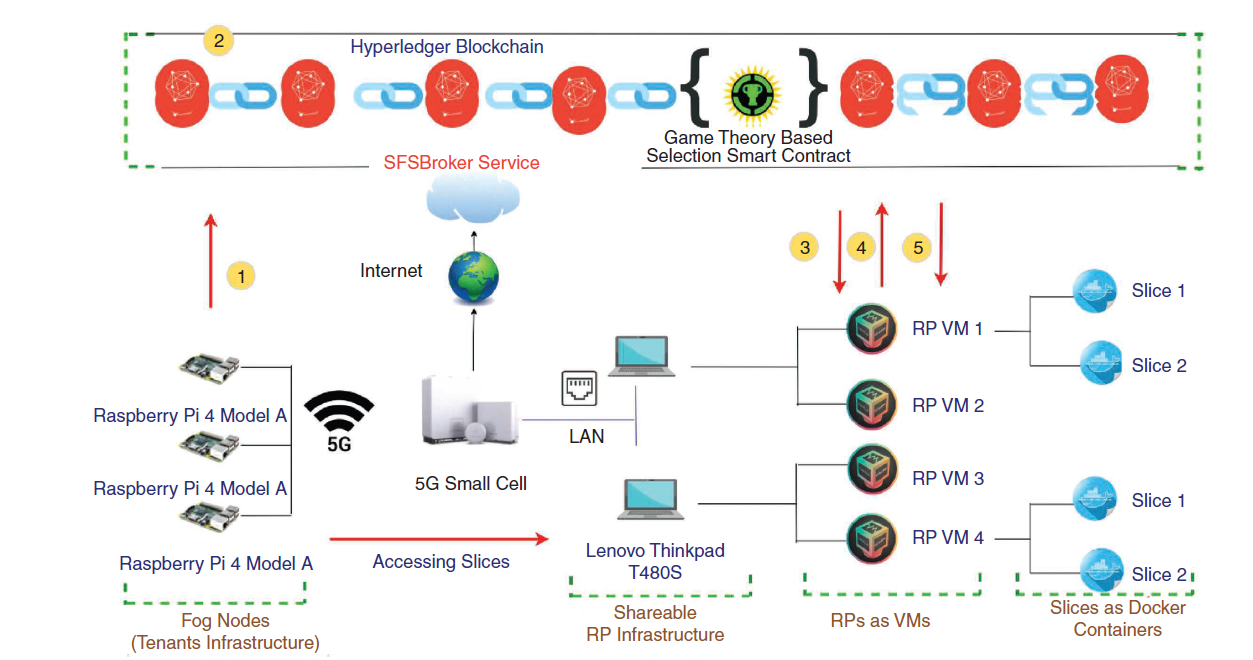 2
Hyperledger Blockchain
Game Theory Based
Selection Smart Contract
SFSBroker Service
1
Internet
3
4
5
Slice 1
RP VM 1
Slice 2
Raspberry Pi 4 Model A
5G
LAN
RP VM 2
Raspberry Pi 4 Model A
5G Small Cell
RP VM 3
Slice 1
Raspberry Pi 4 Model A
Accessing Slices
Lenovo Thinkpad
T480S
RP VM 4
Slice 2
Fog Nodes
(Tenants Infrastructure)
Shareable
RP Infrastructure
RPs as VMs
Slices as Docker
Containers